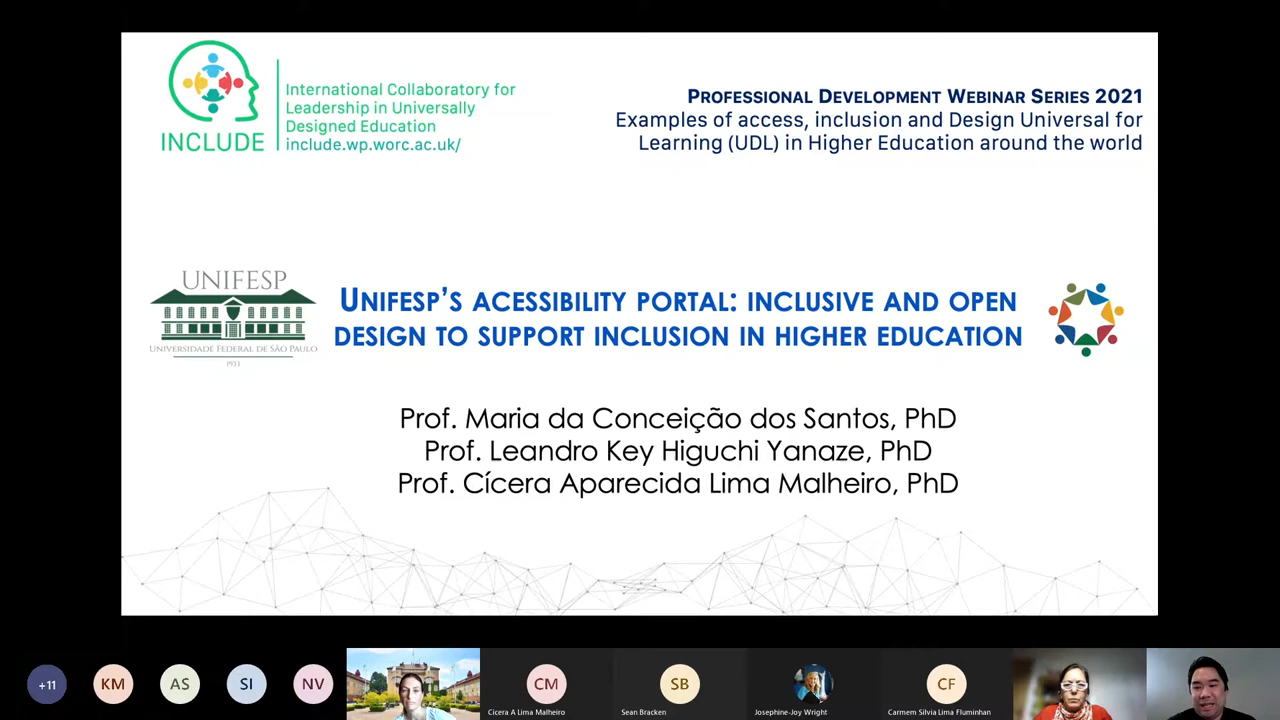 International Collaboratory for
Leadership in Universally
Designed Education
include.wp.worc.ac.uk/
INCLUDE
PROFESSIONAL DEVELOPMENT WEBINAR SERIES 2021
Examples of access, inclusion and Design Universal for
Learning (UDL) in Higher Education around the world
UNIFESP
UNIVERSIDADE FEDERAL DE SÃO PAULO
1933
UNIFESP'S ACESSIBILITY PORTAL: INCLUSIVE AND OPEN
DESIGN TO SUPPORT INCLUSION IN HIGHER EDUCATION
Prof. Maria da Conceição dos Santos, PhD
Prof. Leandro Key Higuchi Yanaze, PhD
Prof. Cícera Aparecida Lima Malheiro, PhD
+11
KM
AS
SI
NV
CM
Cícera A Lima Malheiro
SB
Sean Bracken
Josephine-Joy Wright
CF
Carmem Silvia Lima Fluminhan